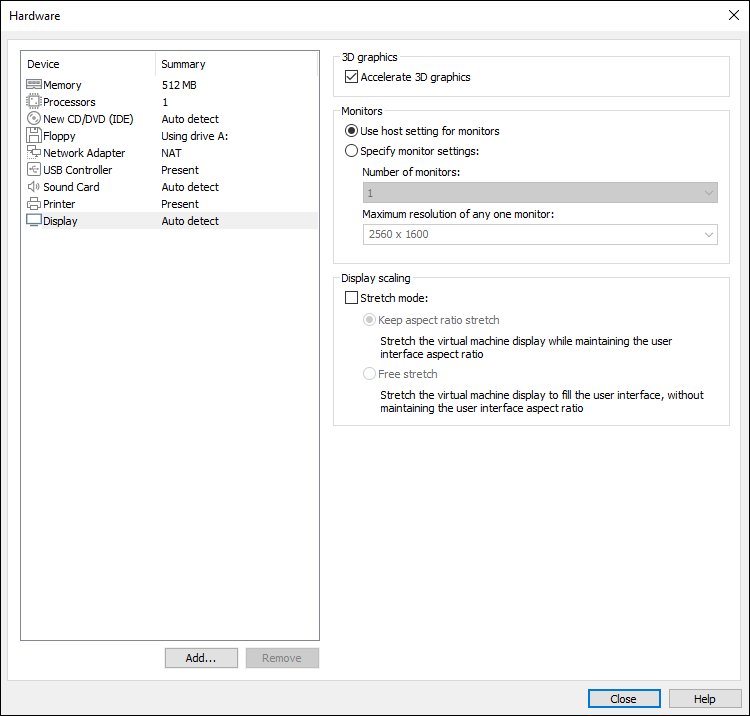 Hardware
Device Summary
Memory 512 MB
Processors 1
New CD/DVD (IDE) Auto detect
Floppy Using drive A:
Network Adapter NAT
USB Controller Present
Sound Card Auto detect
Printer Present
Display Auto detect
Add...
Remove
3D graphics
Accelerate 3D graphics
Monitors
Use host setting for monitors
Specify monitor settings:
Number of monitors:
1
Maximum resolution of any one monitor:
2560 x 1600
Display scaling
Stretch mode:
Keep aspect ratio stretch
Stretch the virtual machine display while maintaining the user
interface aspect ratio
Free stretch
Stretch the virtual machine display to fill the user interface, without
maintaining the user interface aspect ratio
Close
Help